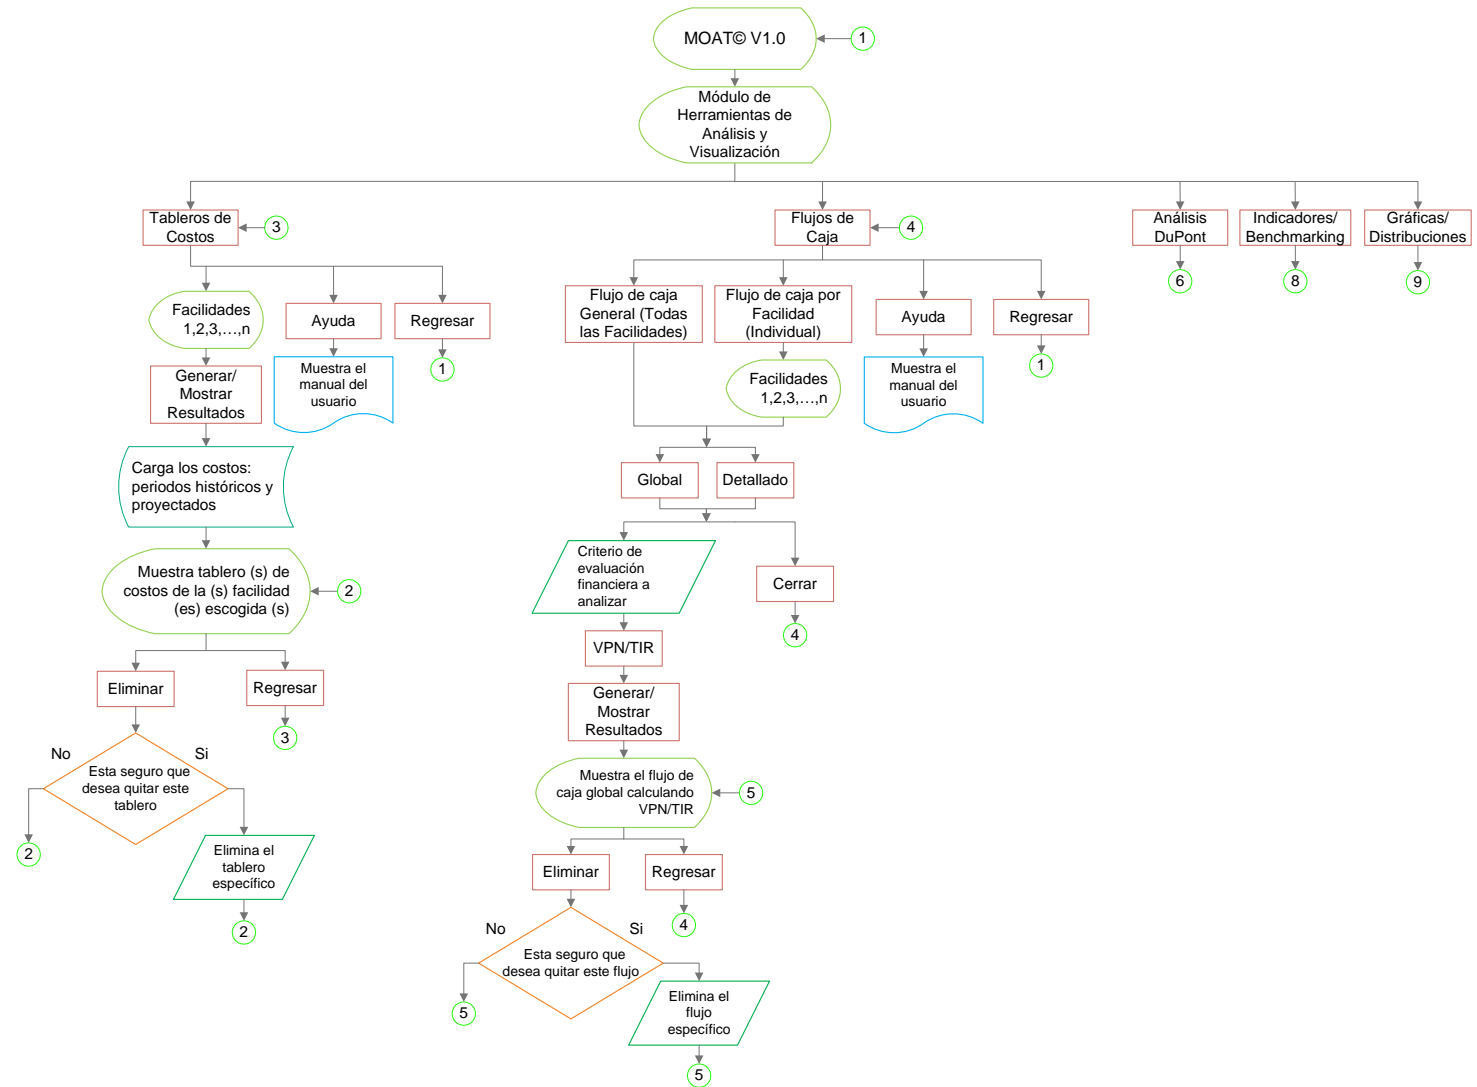 MOAT© V1.0
1
Módulo de
Herramientas de
Análisis y
Visualización
Tableros de
Costos
3
Flujos de
Caja
4
Análisis
DuPont
Indicadores/
Benchmarking
Gráficas/
Distribuciones
6
8
9
Facilidades
1,2,3,…,n
Ayuda
Regresar
Generar/
Mostrar
Resultados
Muestra el
manual del
usuario
1
Carga los costos:
periodos históricos y
proyectados
Muestra tablero (s) de
costos de la (s) facilidad
(es) escogida (s)
2
Eliminar
Regresar
3
No
Si
Esta seguro que
desea quitar este
tablero
2
Elimina el
tablero
específico
2
Flujo de caja
General (Todas
las Facilidades)
Flujo de caja por
Facilidad
(Individual)
Ayuda
Regresar
Facilidades
1,2,3,…,n
Muestra el
manual del
usuario
1
Global
Detallado
Criterio de
evaluación
financiera a
analizar
Cerrar
4
VPN/TIR
Generar/
Mostrar
Resultados
Muestra el flujo de
caja global calculando
VPN/TIR
5
Eliminar
Regresar
4
No
Si
Esta seguro que
desea quitar este flujo
5
Elimina el
flujo
específico
5